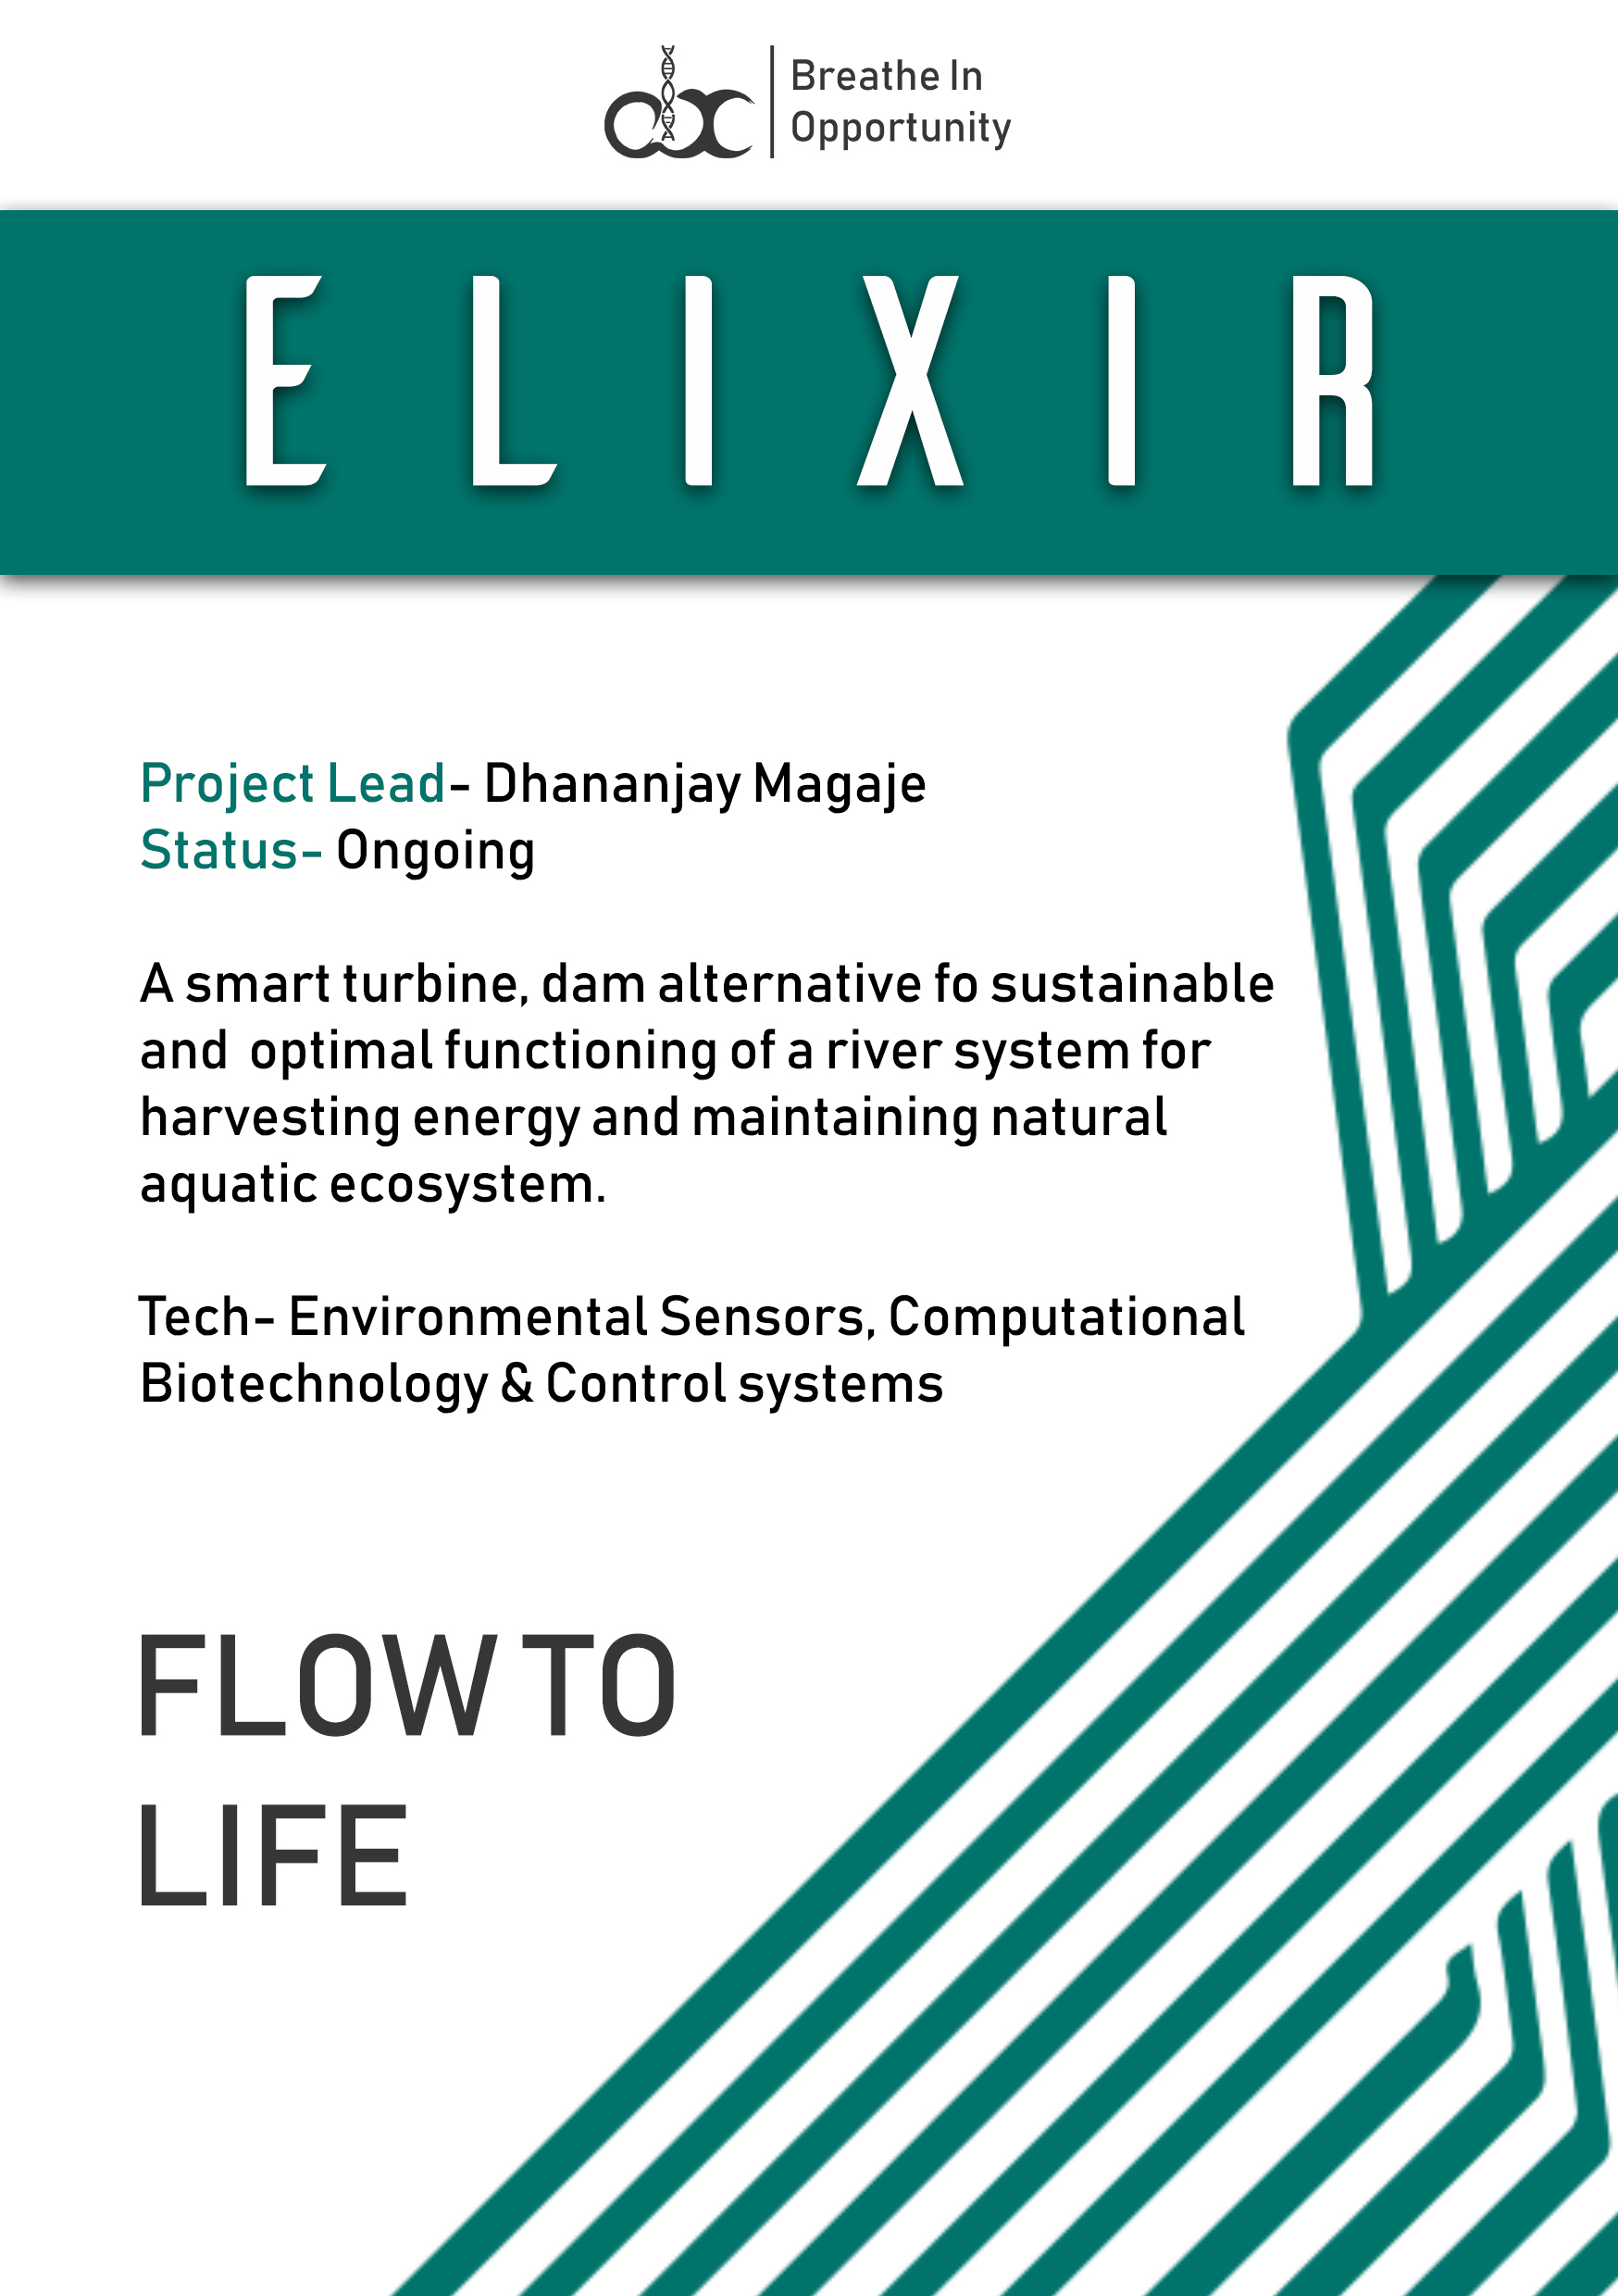 Breathe In
Opportunity
ELIXIR
Project Lead- Dhananjay Magaje
Status- Ongoing
A smart turbine, dam alternative fo sustainable
and  optimal functioning of a river system for
harvesting energy and maintaining natural
aquatic ecosystem.
Tech- Environmental Sensors, Computational
Biotechnology & Control systems
FLOW TO
LIFE